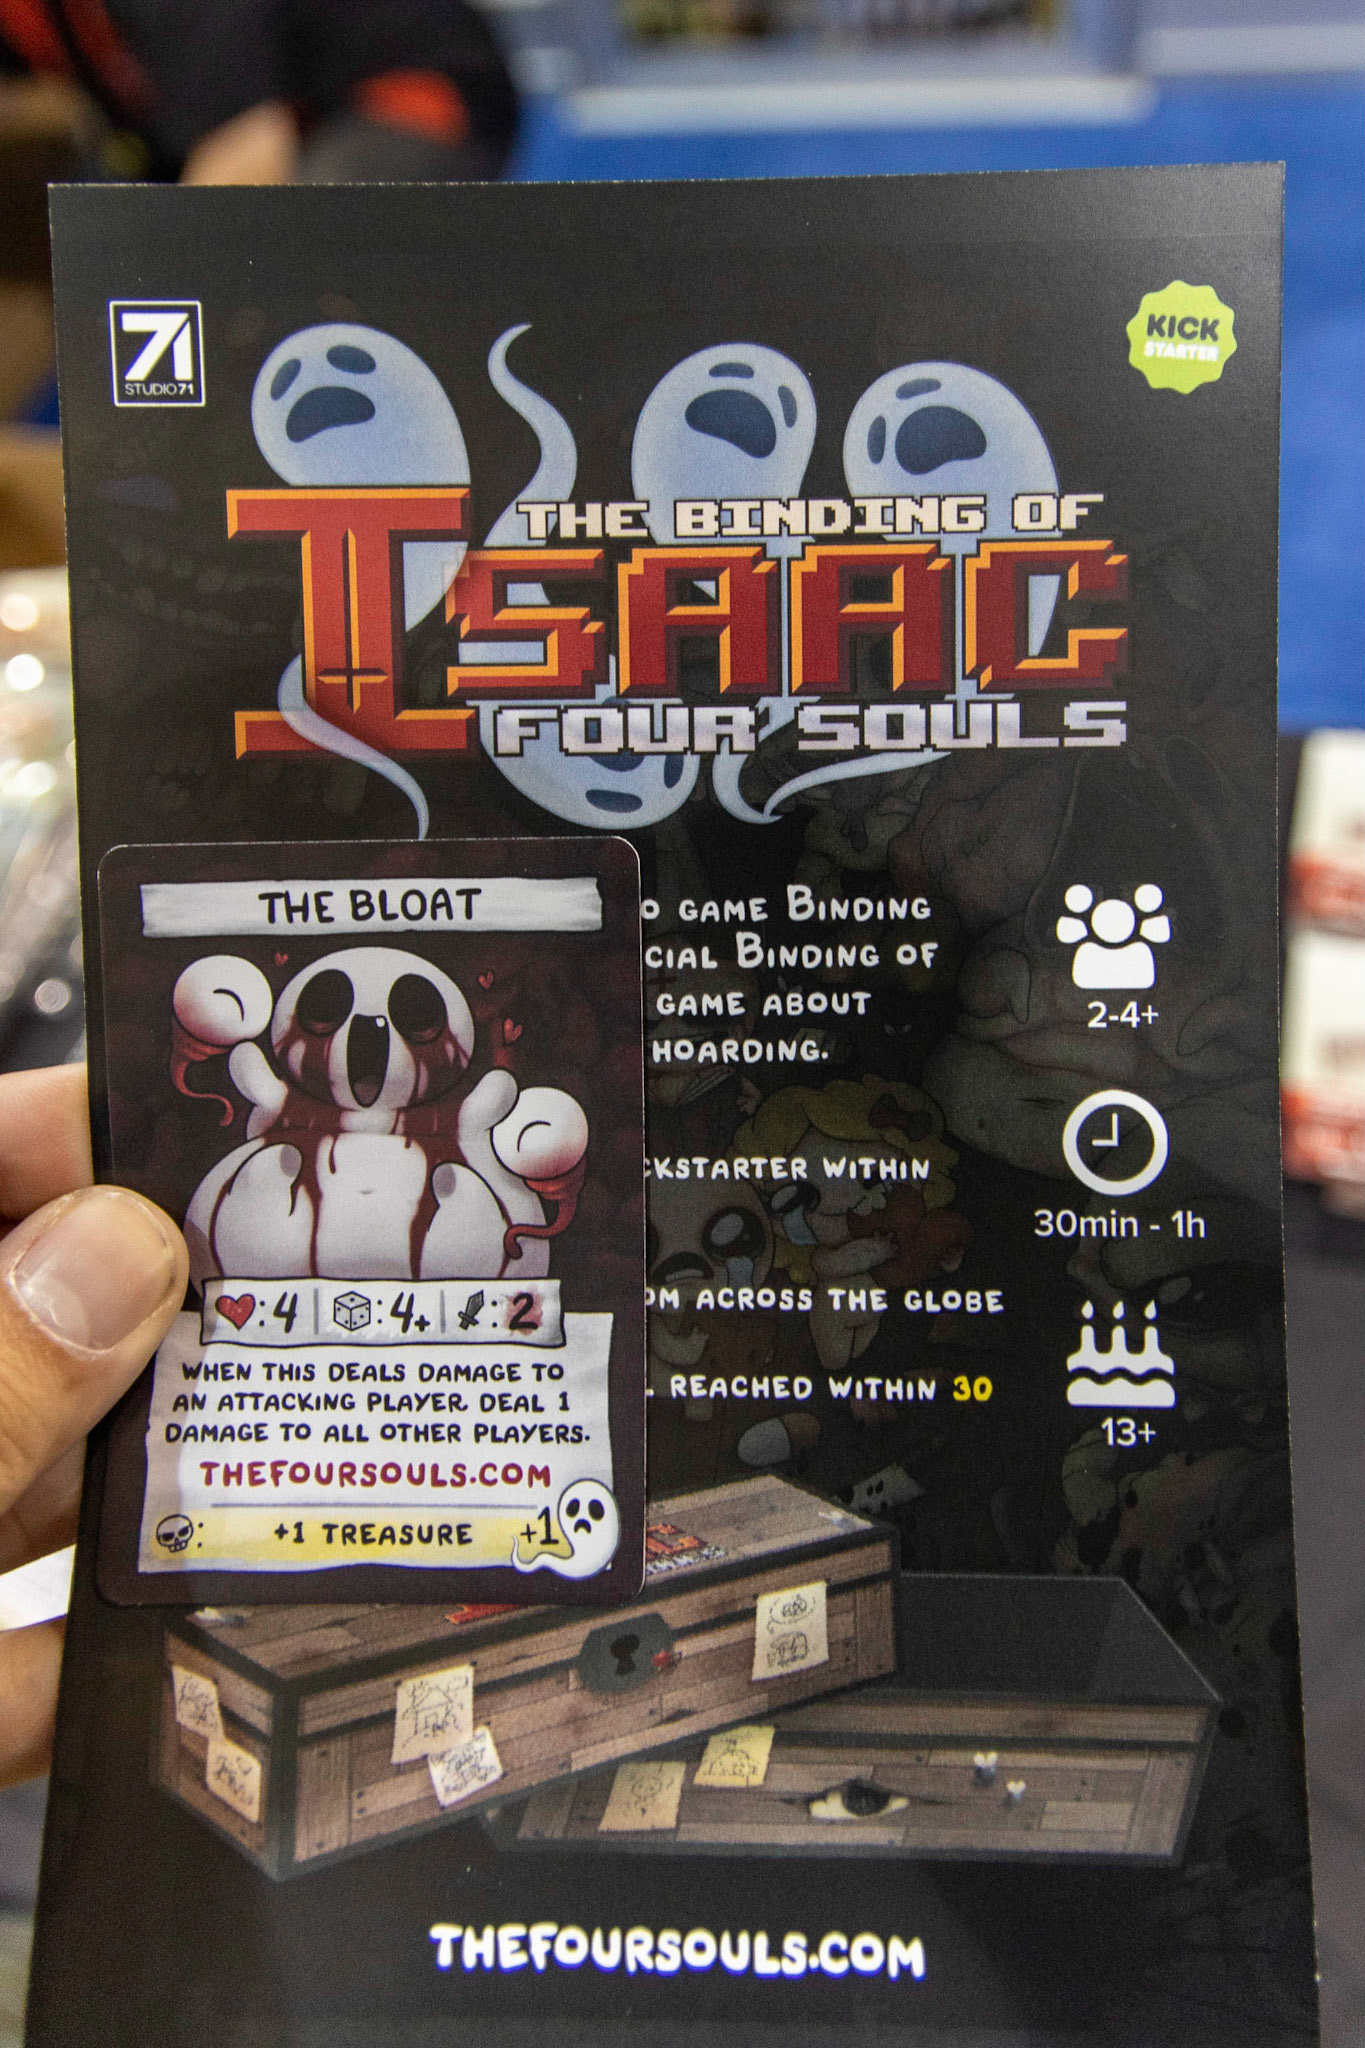 71
STUDIO71
KICK
STARTER
THE BINDING OF
ISAAC
FOUR SOULS
THE BLOAT
O GAME BINDING
CIAL BINDING OF
GAME ABOUT
HOARDING.
2-4+
CKSTARTER WITHIN
30min - 1h
OM ACROSS THE GLOBE
REACHED WITHIN 30
13+
:4 :4+ :2
WHEN THIS DEALS DAMAGE TO
AN ATTACKING PLAYER, DEAL 1
DAMAGE TO ALL OTHER PLAYERS.
THEFOURSOULS.COM
: +1 TREASURE +1
THEFOURSOULS.COM